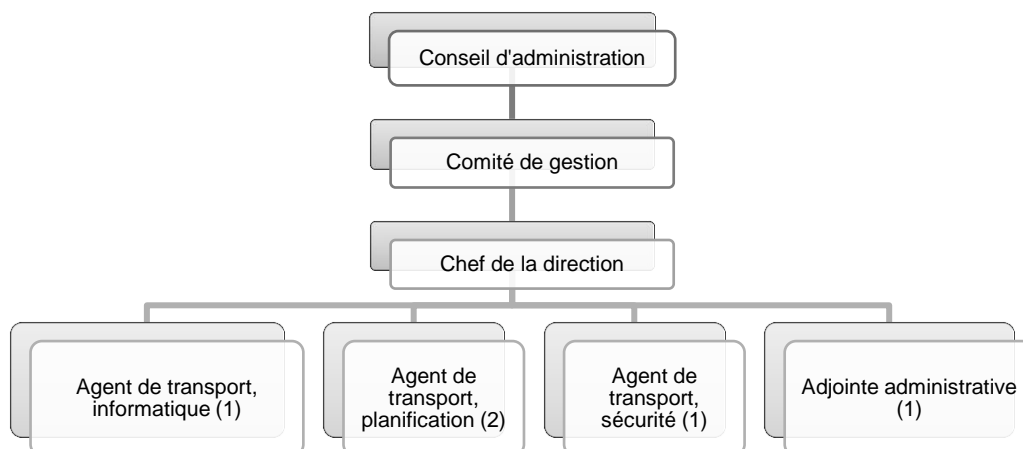 Conseil d'administration
Comité de gestion
Chef de la direction
Agent de transport,
informatique (1)
Agent de
transport,
planification (2)
Agent de
transport,
sécurité (1)
Adjointe administrative
(1)